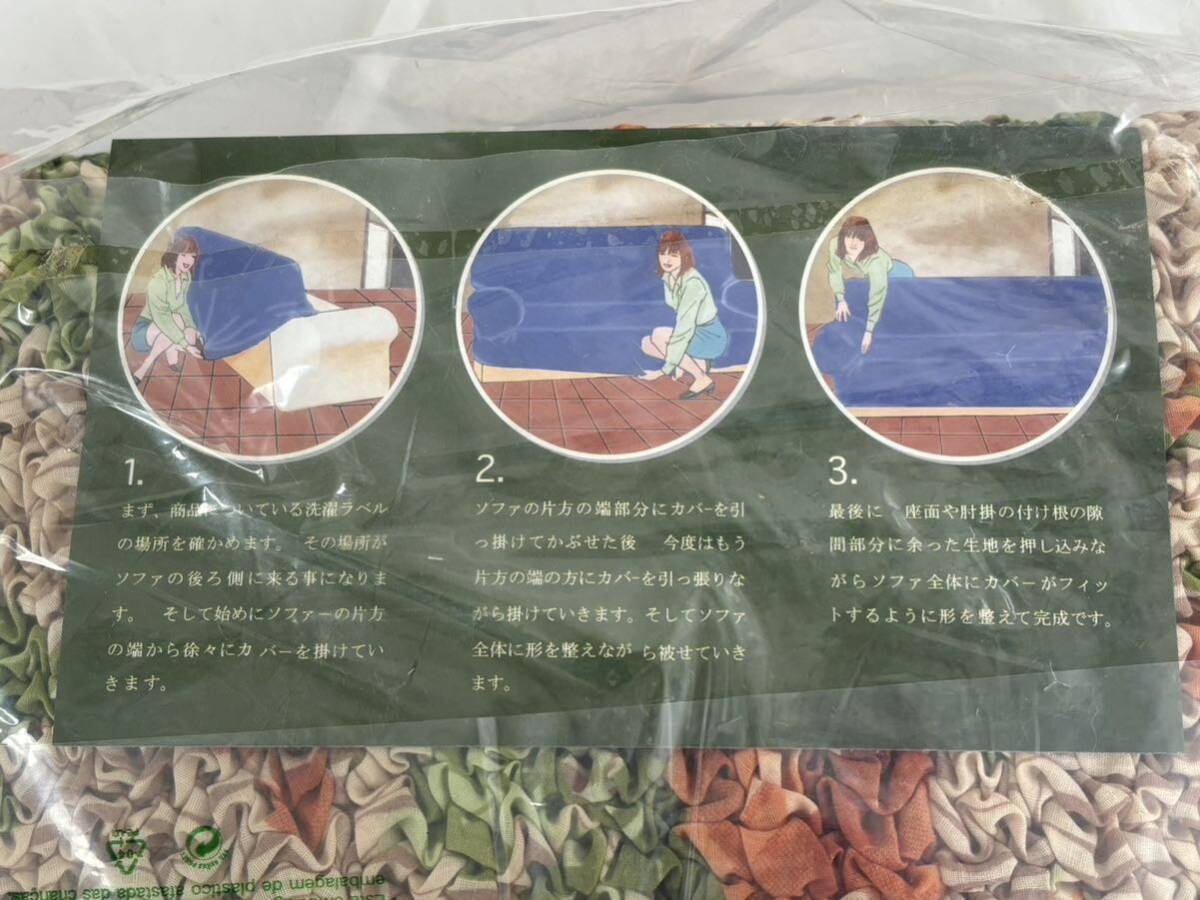 1.
まず、商品についている洗濯ラベル
の場所を確かめます。 その場所が
ソファの後ろ側に来る事になりま
す。 そして始めにソファーの片方
の端から徐々にカバーを掛けてい
きます。
2.
ソファの片方の端部分にカバーを引
っ掛けてかぶせた後 今度はもう
片方の端の方にカバーを引っ張りな
がら掛けていきます。そしてソファ
全体に形を整えながら被せていき
ます。
3.
最後に 座面や肘掛の付け根の隙
間部分に余った生地を押し込みな
がらソファ全体にカバーがフィッ
トするように形を整えて完成です。
embalagem de plástico afastada das crianças